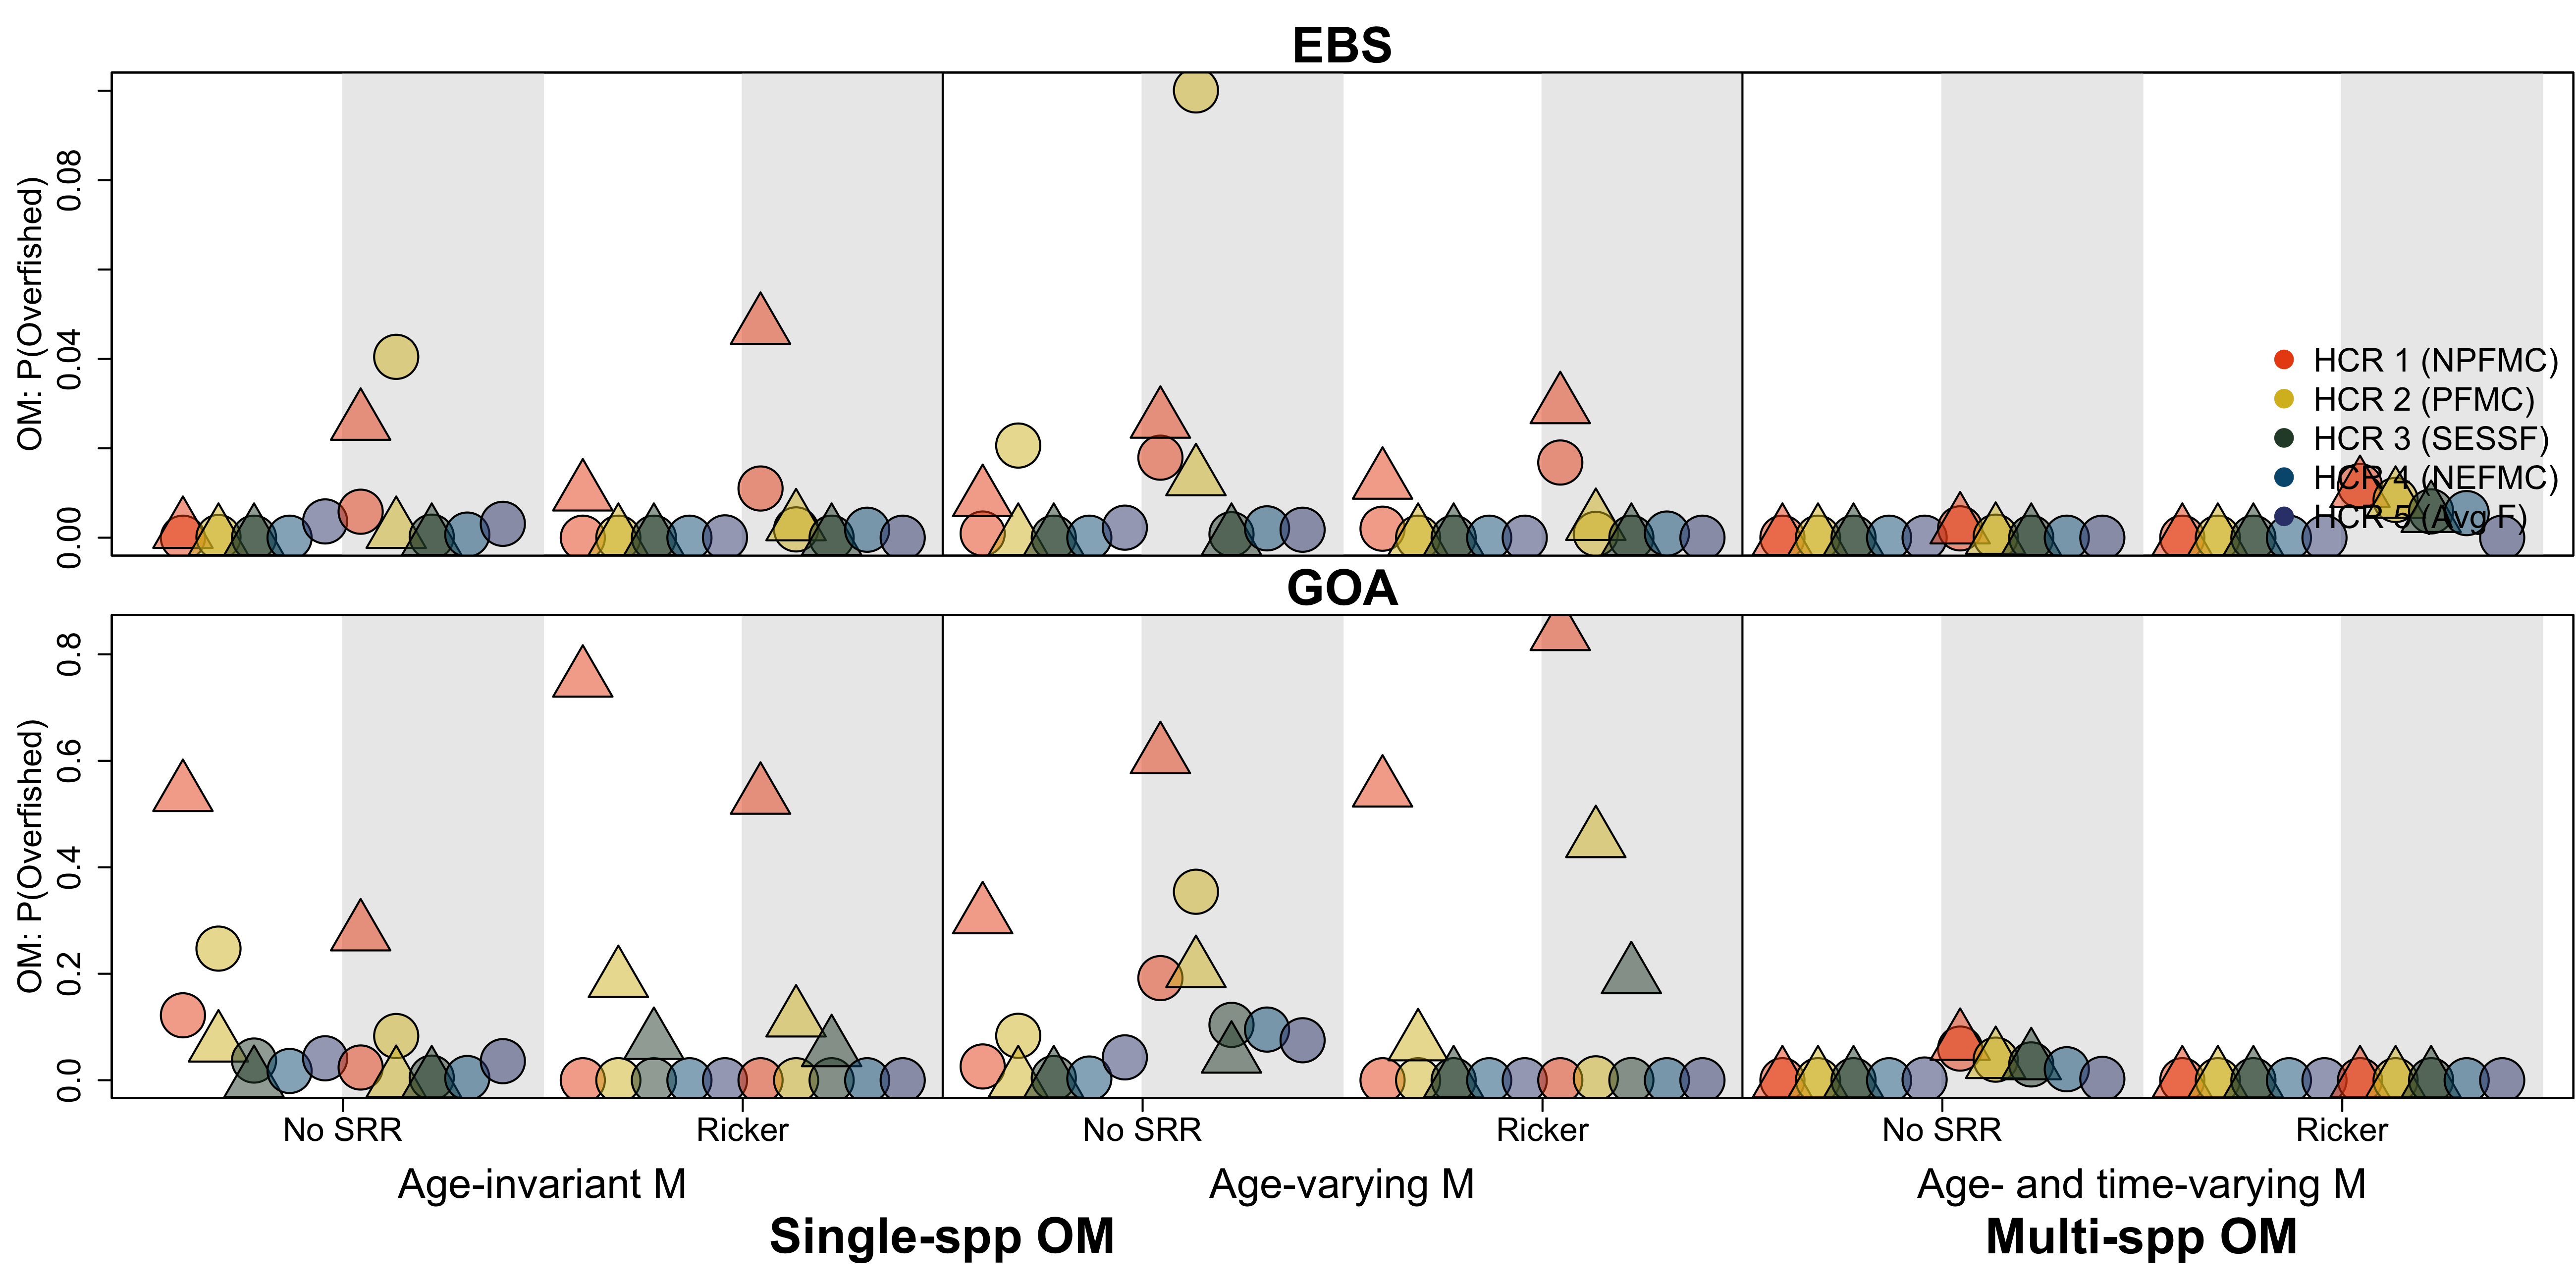 EBS
OM: P(Overfished)
0.08
0.04
0.00
HCR 1 (NPFMC)
HCR 2 (PFMC)
HCR 3 (SESSF)
HCR 4 (NEFMC)
HCR 5 (Avg F)
GOA
OM: P(Overfished)
0.8
0.6
0.4
0.2
0.0
No SRR Ricker No SRR Ricker No SRR Ricker
Age-invariant M Age-varying M Age- and time-varying M
Single-spp OM Multi-spp OM